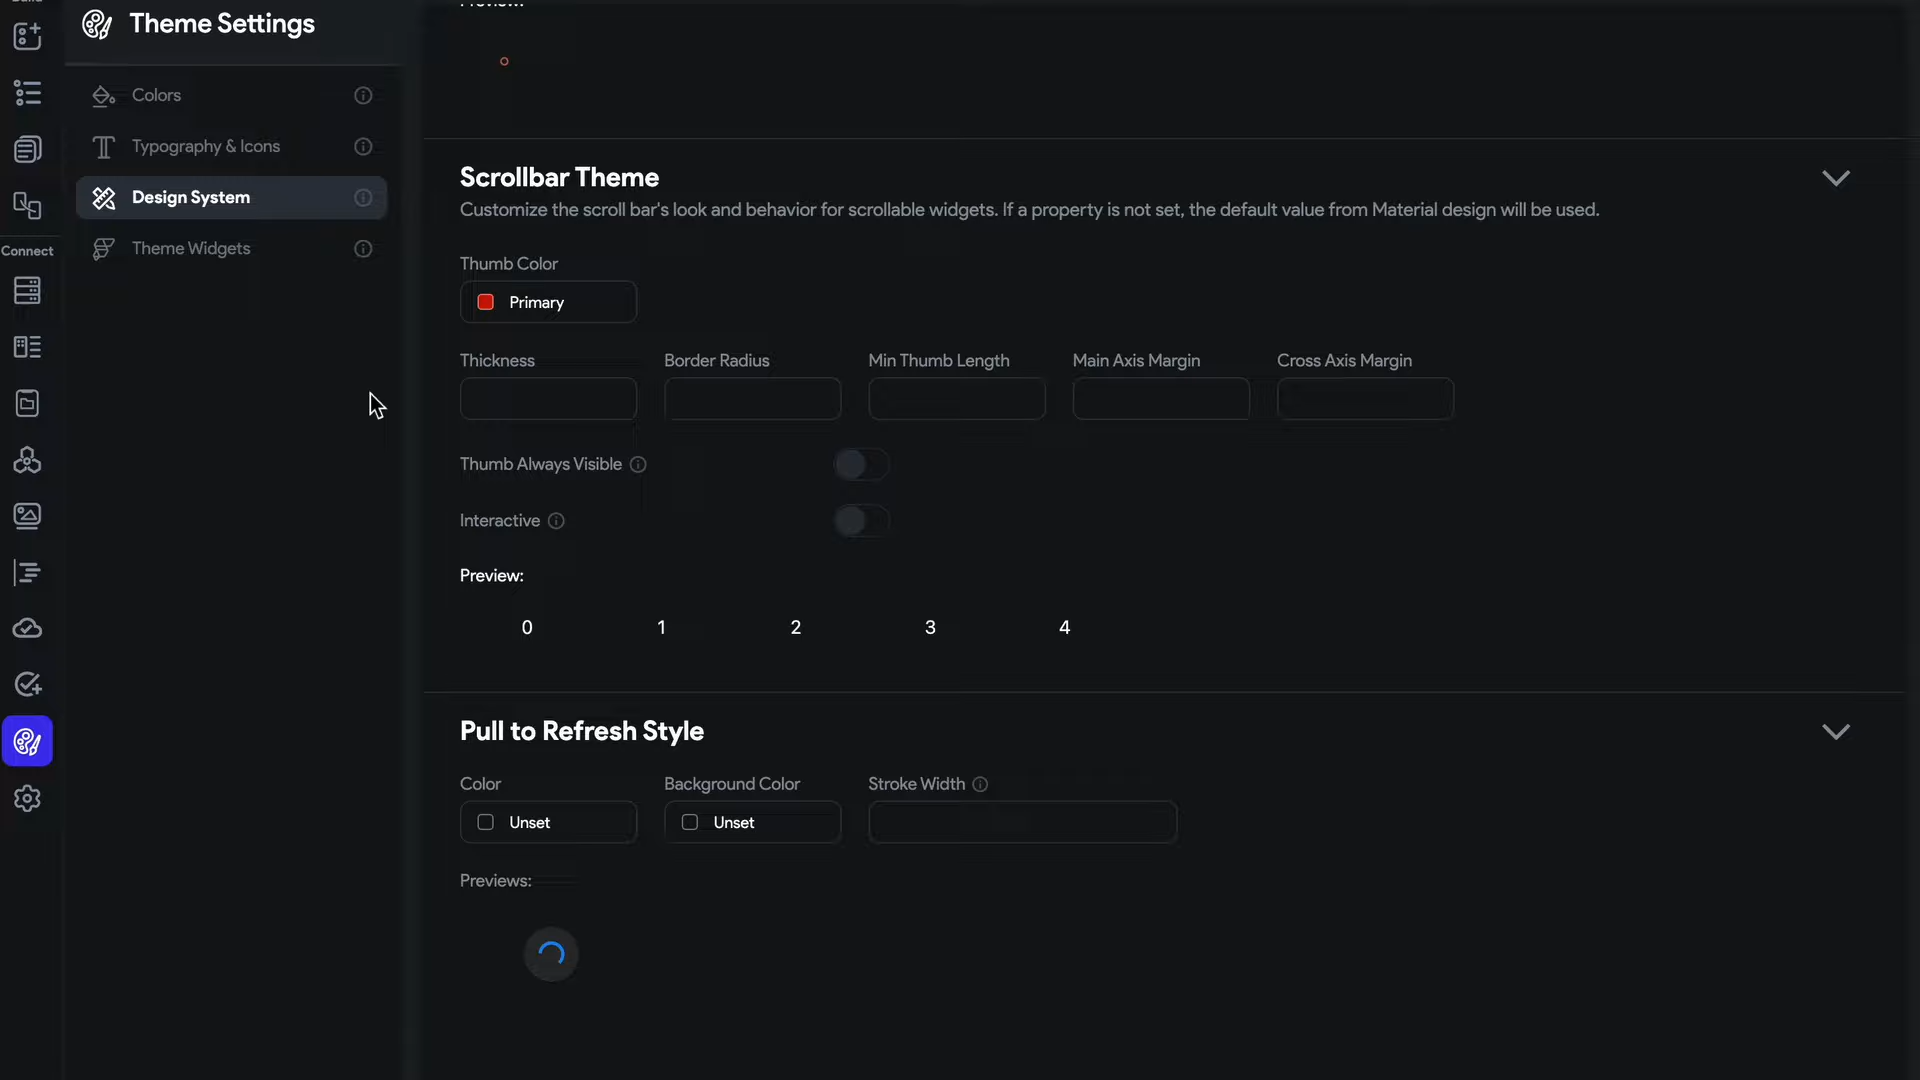 Theme Settings
Colors
Typography & Icons
Design System
Theme Widgets
Connect
Preview:
Scrollbar Theme
Customize the scroll bar's look and behavior for scrollable widgets. If a property is not set, the default value from Material design will be used.
Thumb Color
Primary
Thickness Border Radius Min Thumb Length Main Axis Margin Cross Axis Margin
Thumb Always Visible
Interactive
Preview:
0 1 2 3 4
Pull to Refresh Style
Color Background Color Stroke Width
Unset Unset
Previews: